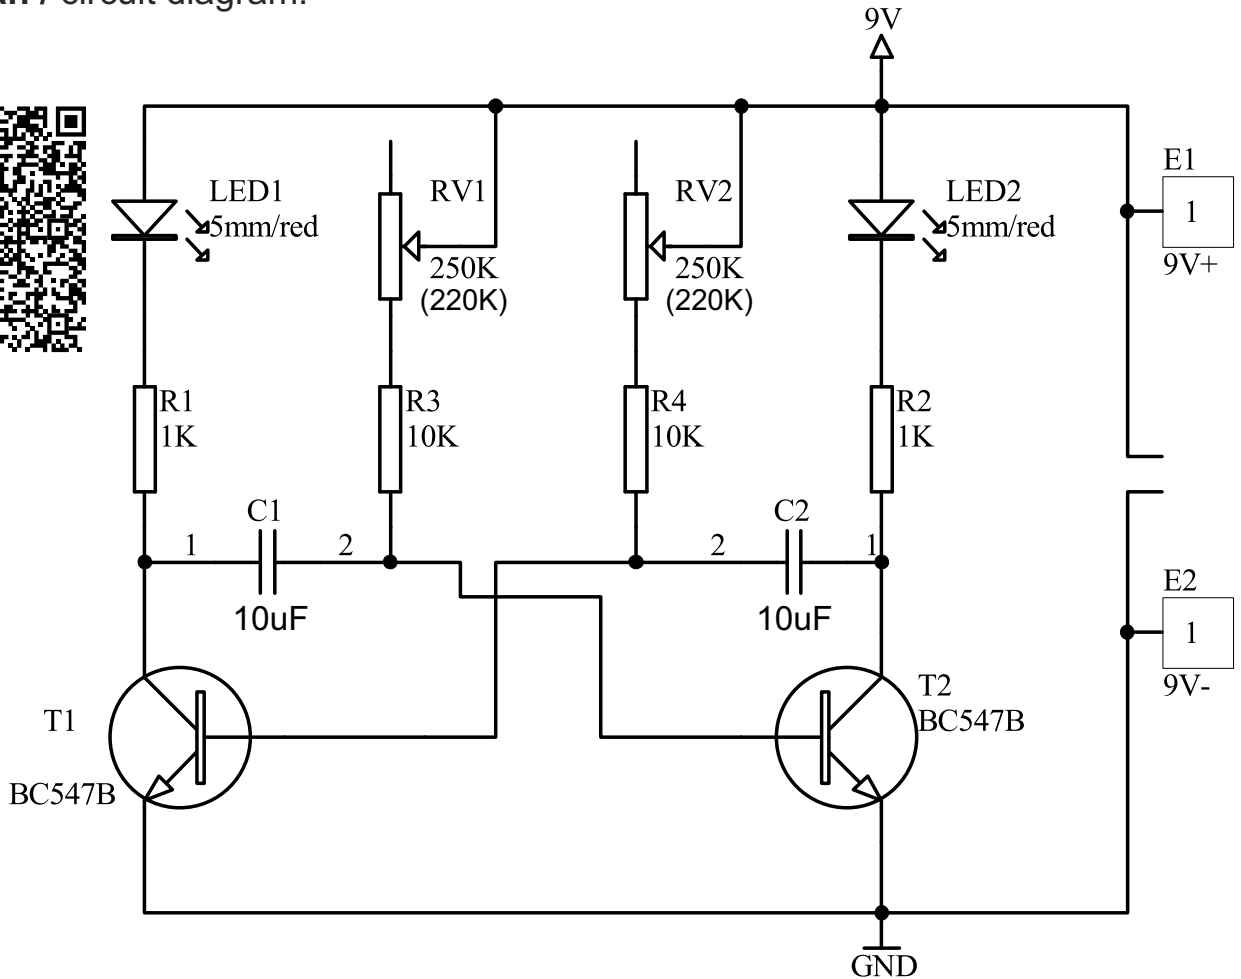 / circuit diagram:
9V
E1
1
9V+
LED1
5mm/red
RV1
250K
(220K)
RV2
250K
(220K)
LED2
5mm/red
R1
1K
R3
10K
R4
10K
R2
1K
C1
1
2
10uF
C2
2
1
10uF
E2
1
9V-
T1
BC547B
T2
BC547B
GND